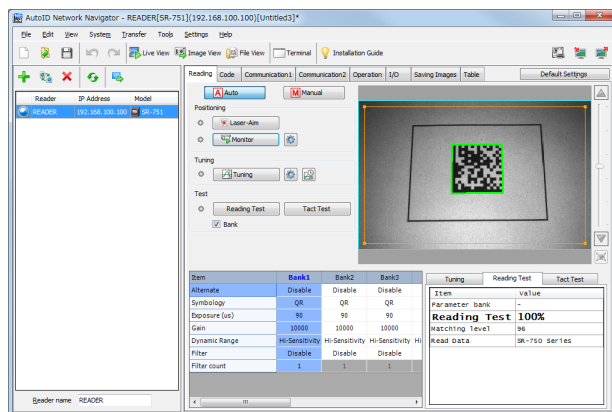 AutoID Network Navigator - READER[SR-751](192.168.100.100)[Untitled3]*
File Edit View System Transfer Tools Settings Help
Live View Image View File View Terminal Installation Guide
Reading Code Communication1 Communication2 Operation I/O Saving Images Table Default Settings
Reader IP Address Model
READER 192.168.100.100 SR-751
A Auto M Manual
Positioning
Laser-Aim
Monitor
Tuning
Tuning
Test
Reading Test Tact Test
Bank
Item Bank1 Bank2 Bank3
Alternate Disable Disable Disable
Symbology QR QR QR
Exposure (us) 90 90 90
Gain 10000 10000 10000
Dynamic Range Hi-Sensitivity Hi-Sensitivity Hi-Sensitivity Hi
Filter Disable Disable Disable
Filter count 1 1 1
Tuning Reading Test Tact Test
Item Value
Parameter bank -
Reading Test 100%
Matching level 96
Read Data SR-750 Series
Reader name READER